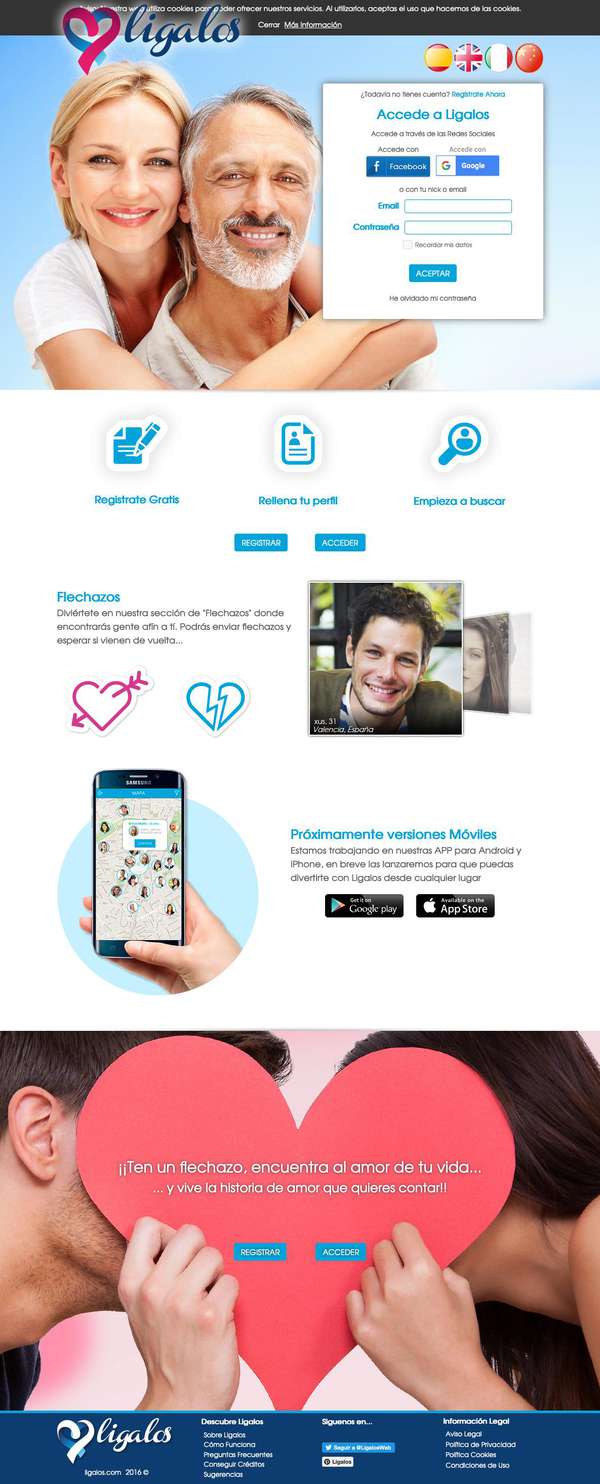 Aviso: Nuestra web utiliza cookies para poder ofrecer nuestros servicios. Al utilizarlos, aceptas el uso que hacemos de las cookies.
Cerrar Más Información
ligalos
¿Todavía no tienes cuenta? Registrate Ahora
Accede a Ligalos
Accede a través de las Redes Sociales
Accede con Accede con
Facebook Google
o con tu nick o email
Email
Contraseña
Recordar mis datos
ACEPTAR
He olvidado mi contraseña
Registrate Gratis Rellena tu perfil Empieza a buscar
REGISTRAR ACCEDER
Flechazos
Diviértete en nuestra sección de "Flechazos" donde
encontrarás gente afín a tí. Podrás enviar flechazos y
esperar si vienen de vuelta...
xus, 31
Valencia, España
SAMSUNG
MAPA
Próximamente versiones Móviles
Estamos trabajando en nuestras APP para Android y
iPhone, en breve las lanzaremos para que puedas
divertirte con Ligalos desde cualquier lugar
Get it on
Google play
Available on the
App Store
¡¡Ten un flechazo, encuentra al amor de tu vida...
... y vive la historia de amor que quieres contar!!
REGISTRAR ACCEDER
ligalos
ligalos.com 2016 ©
Descubre Ligalos
Sobre Ligalos
Cómo Funciona
Preguntas Frecuentes
Conseguir Créditos
Sugerencias
Siguenos en...
Seguir a @LigalosWeb
Ligalos
Información Legal
Aviso Legal
Política de Privacidad
Política Cookies
Condiciones de Uso